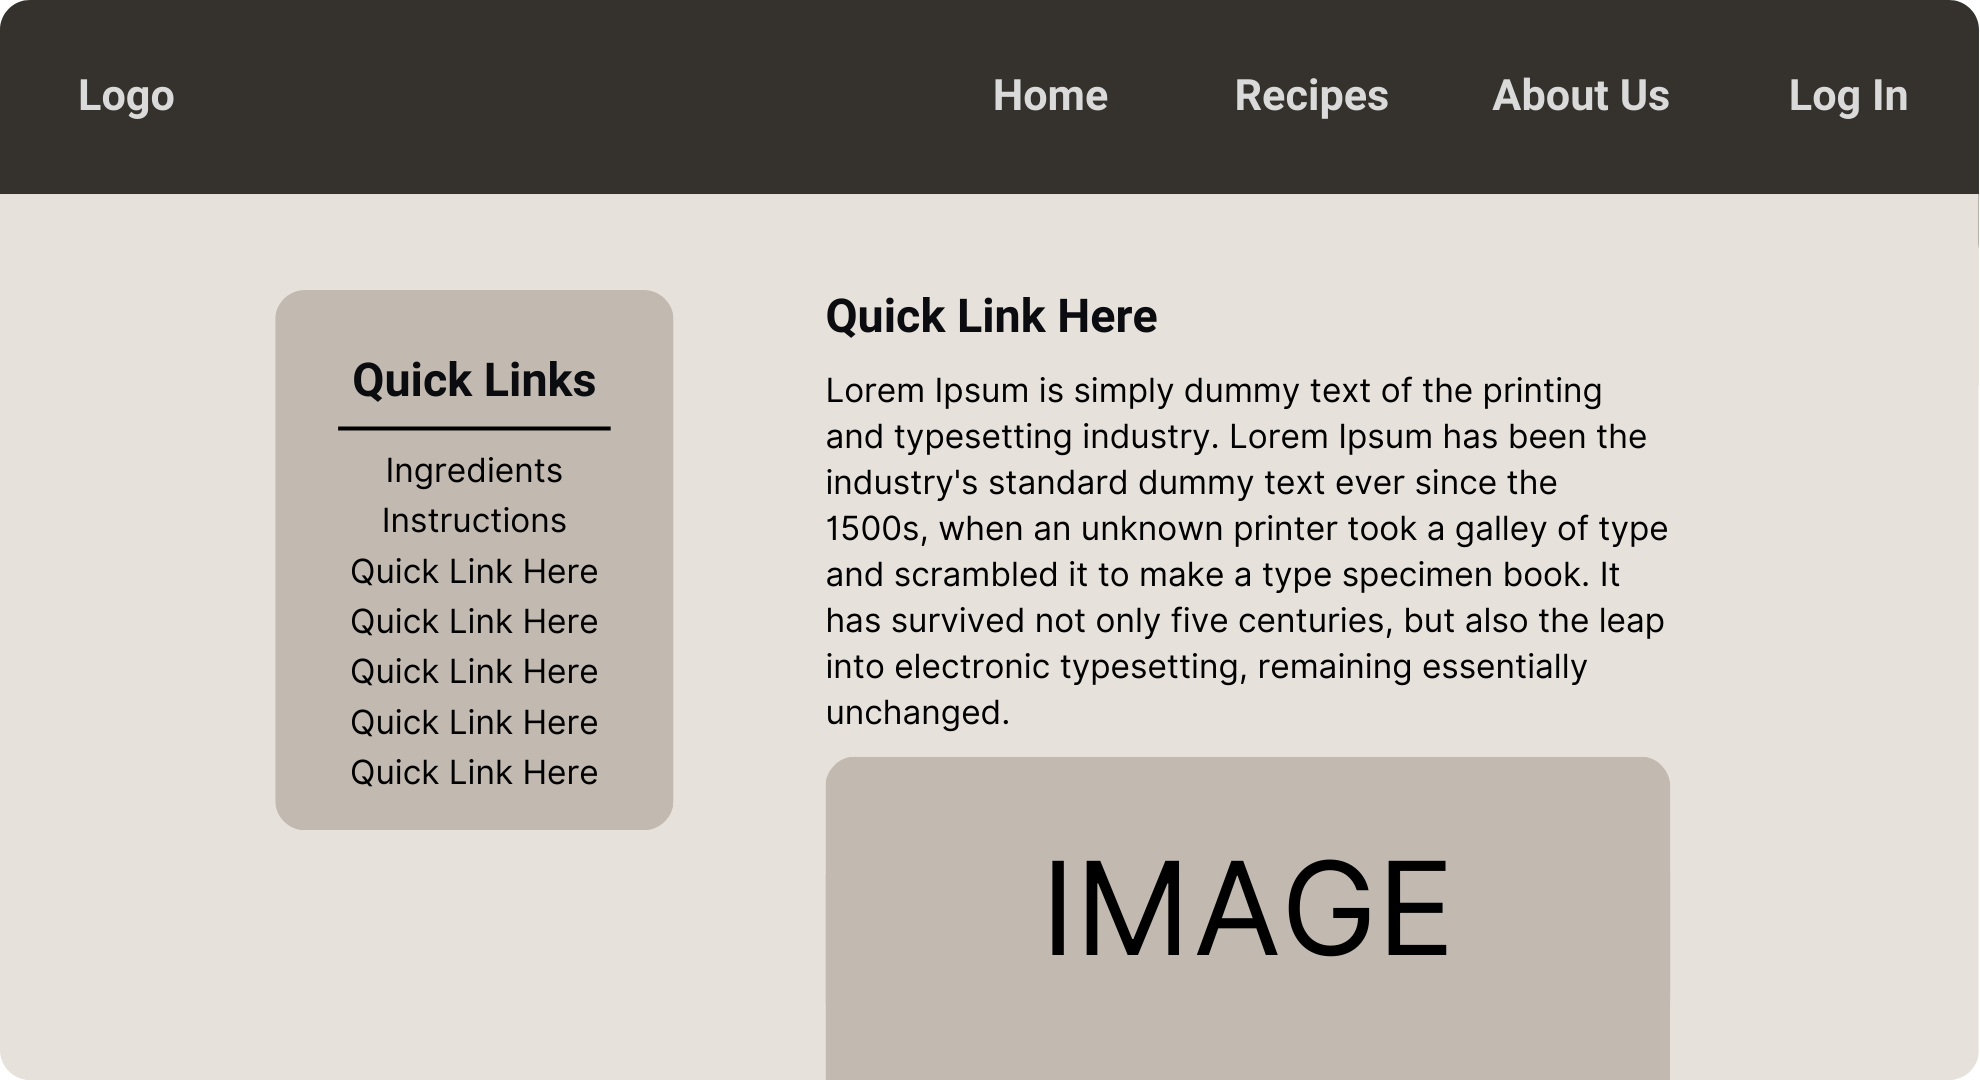 Logo
Home Recipes About Us Log In
Quick Links
Ingredients
Instructions
Quick Link Here
Quick Link Here
Quick Link Here
Quick Link Here
Quick Link Here
Quick Link Here
Lorem Ipsum is simply dummy text of the printing
and typesetting industry. Lorem Ipsum has been the
industry's standard dummy text ever since the
1500s, when an unknown printer took a galley of type
and scrambled it to make a type specimen book. It
has survived not only five centuries, but also the leap
into electronic typesetting, remaining essentially
unchanged.
IMAGE